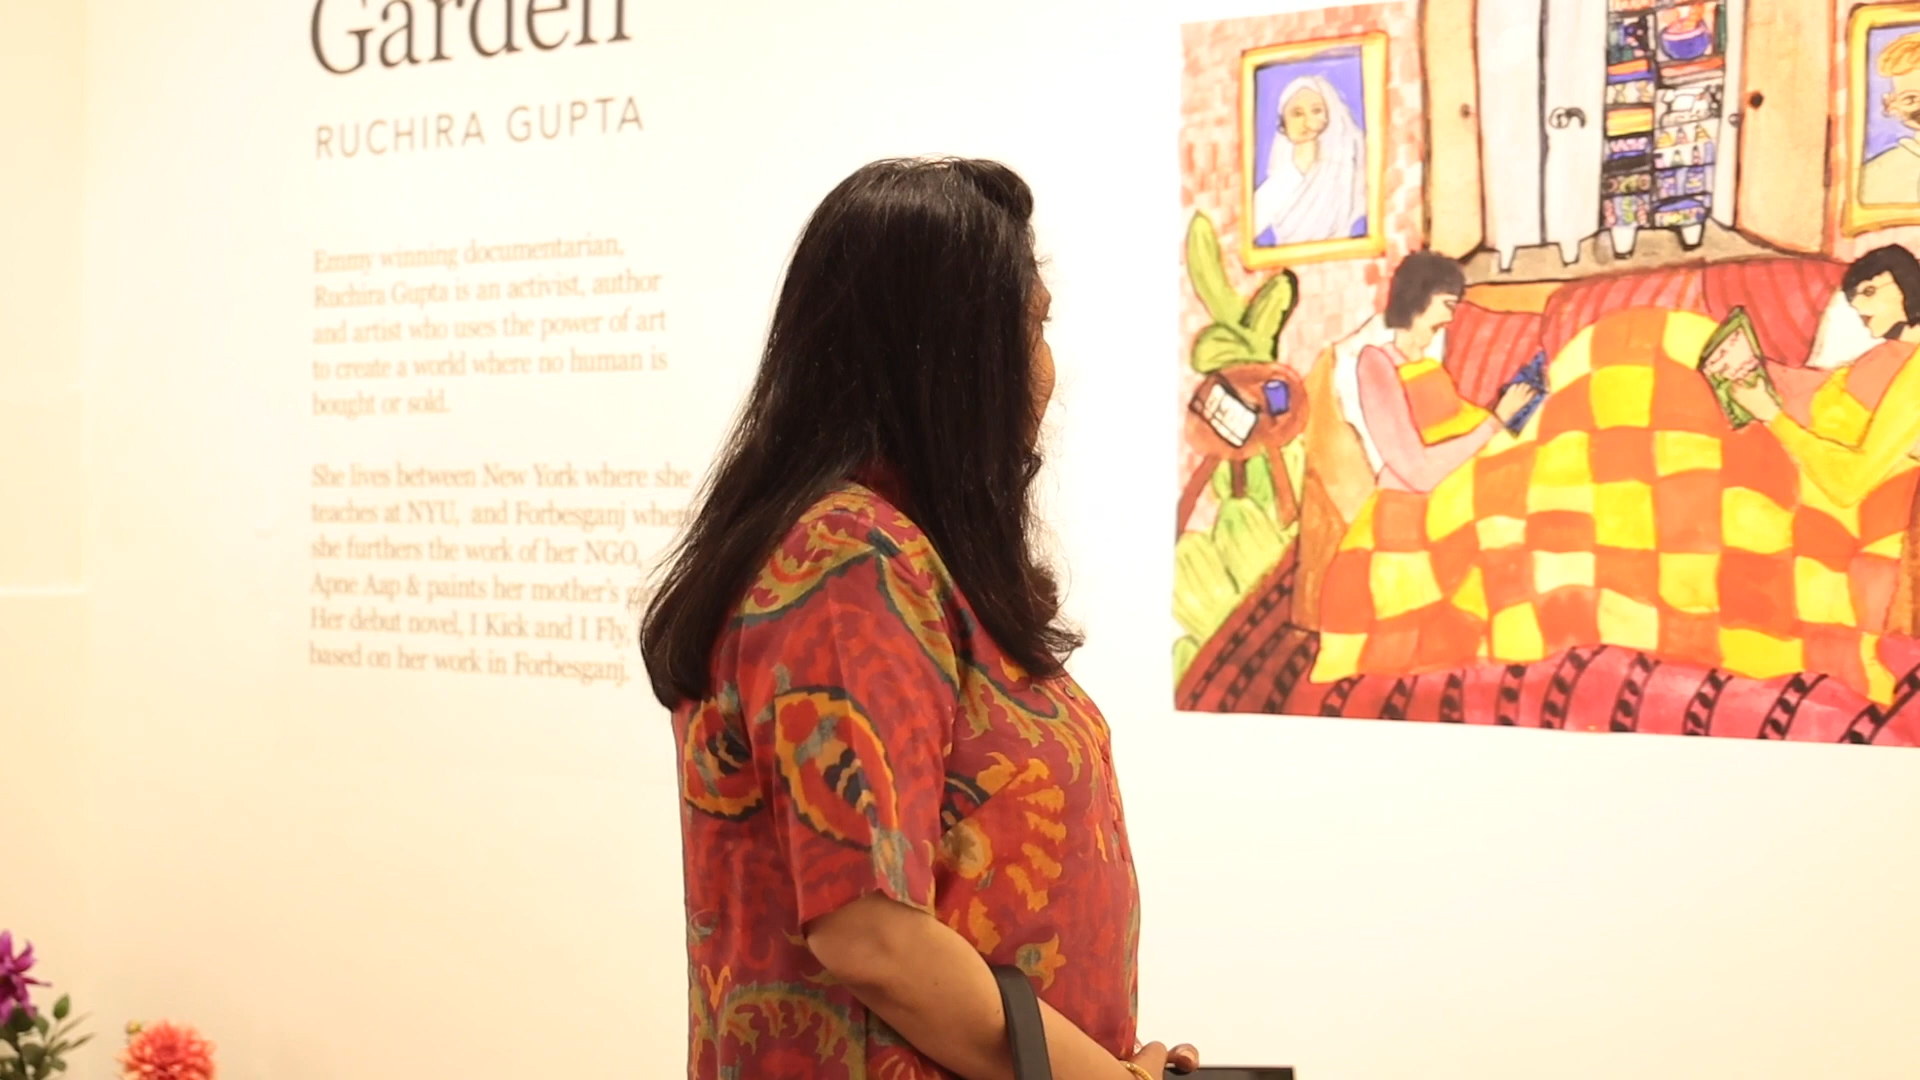 Garden
RUCHIRA GUPTA
Emmy winning documentarian,
Ruchira Gupta is an activist, author
and artist who uses the power of art
to create a world where no human is
bought or sold.
She lives between New York where she
teaches at NYU, and Forbesganj where
she furthers the work of her NGO,
Apne Aap & paints her mother's
Her debut novel, I Kick and I Fly,
based on her work in Forbesganj.